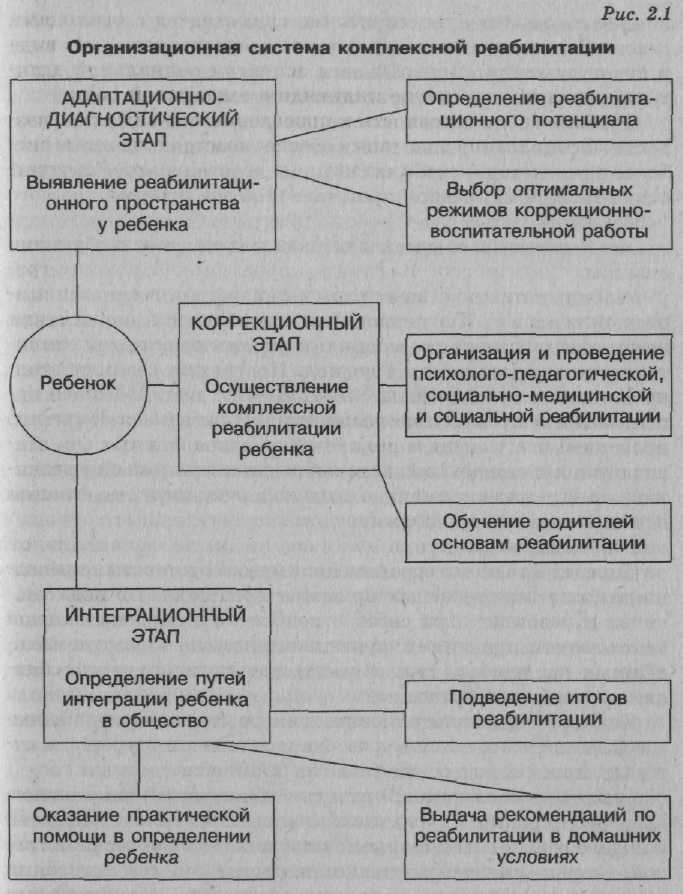 Рис. 2.1
Организационная система комплексной реабилитации
АДАПТАЦИОННО-
ДИАГНОСТИЧЕСКИЙ
ЭТАП
Выявление реабилитаци-
онного пространства
у ребенка
Определение реабилита-
ционного потенциала
Выбор оптимальных
режимов коррекционно-
воспитательной работы
Ребенок
КОРРЕКЦИОННЫЙ
ЭТАП
Осуществление
комплексной
реабилитации
ребенка
Организация и проведение
психолого-педагогической,
социально-медицинской
и социальной реабилитации
Обучение родителей
основам реабилитации
ИНТЕГРАЦИОННЫЙ
ЭТАП
Определение путей
интеграции ребенка
в общество
Подведение итогов
реабилитации
Оказание практической
помощи в определении
ребенка
Выдача рекомендаций по
реабилитации в домашних
условиях